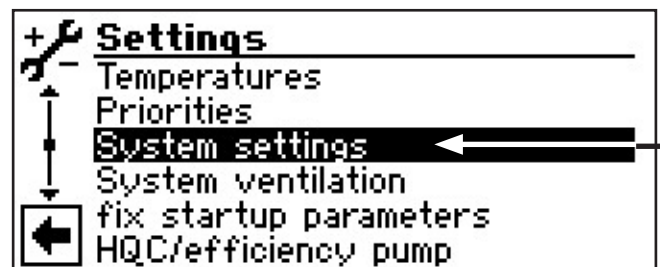 Settings
Temperatures
Priorities
System settings
System ventilation
fix startup parameters
HQC/efficiency pump